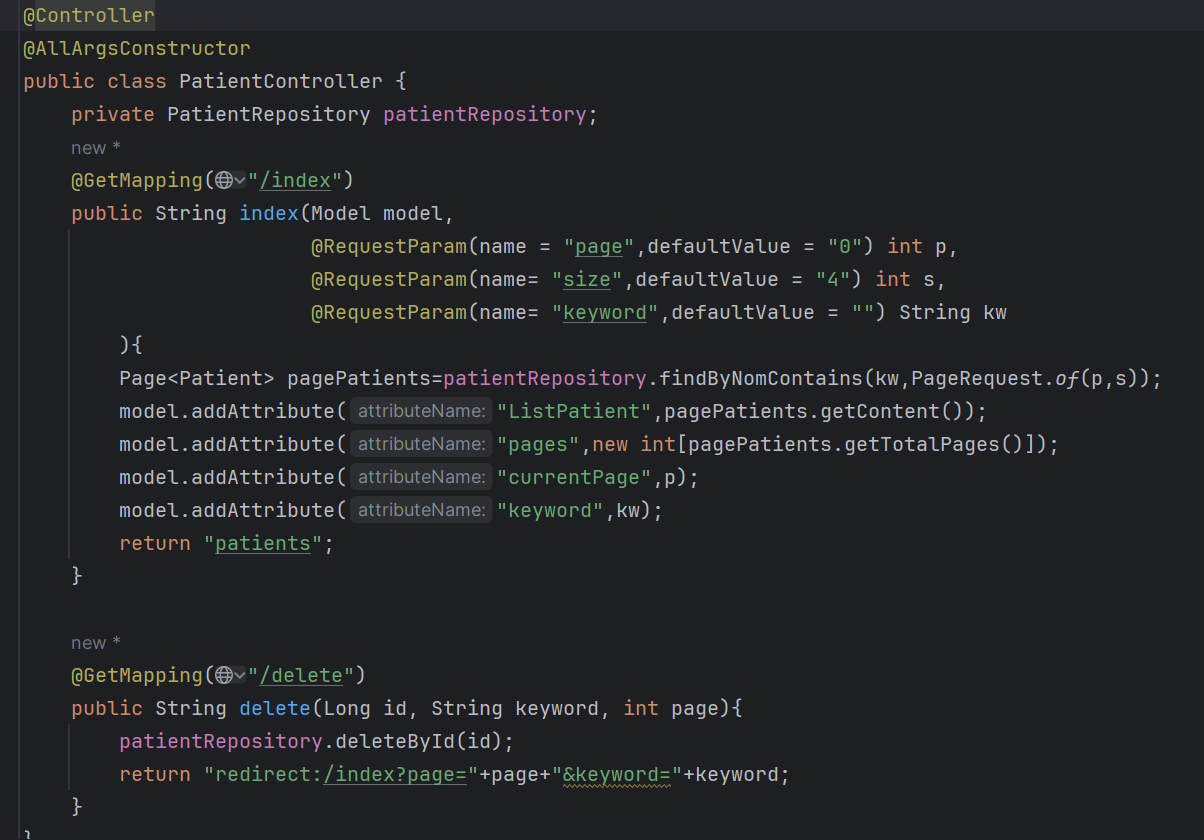 @Controller
@AllArgsConstructor
public class PatientController {
    private PatientRepository patientRepository;
    new *
    @GetMapping("/index")
    public String index(Model model,
                        @RequestParam(name = "page",defaultValue = "0") int p,
                        @RequestParam(name= "size",defaultValue = "4") int s,
                        @RequestParam(name= "keyword",defaultValue = "") String kw
        ){
        Page<Patient> pagePatients=patientRepository.findByNomContains(kw,PageRequest.of(p,s));
        model.addAttribute( attributeName: "ListPatient",pagePatients.getContent());
        model.addAttribute( attributeName: "pages",new int[pagePatients.getTotalPages()]);
        model.addAttribute( attributeName: "currentPage",p);
        model.addAttribute( attributeName: "keyword",kw);
        return "patients";
    }
    new *
    @GetMapping("/delete")
    public String delete(Long id, String keyword, int page){
        patientRepository.deleteById(id);
        return "redirect:/index?page="+page+"&keyword="+keyword;
    }
}